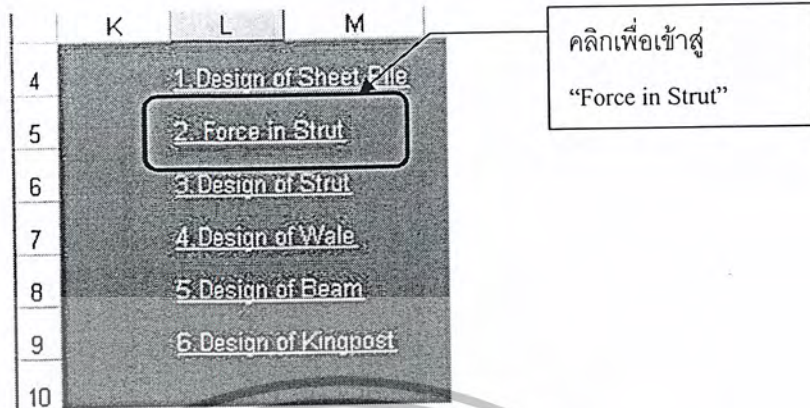 K L M
คลิกเพื่อเข้าสู่
“Force in Strut”
4 1.Design of Sheet Pile
5 2. Force in Strut
6 3.Design of Strut
7 4.Design of Wale
8 5.Design of Beam
9 6.Design of Kingpost
10